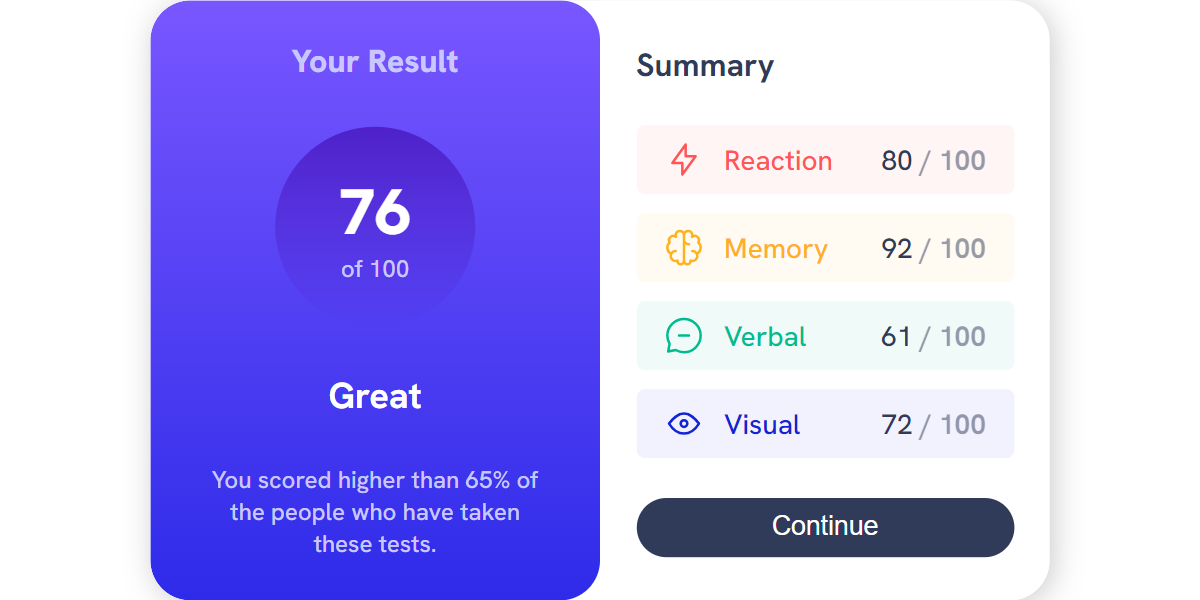 Your Result
76
of 100
Great
You scored higher than 65% of
the people who have taken
these tests.
Summary
Reaction 80 / 100
Memory 92 / 100
Verbal 61 / 100
Visual 72 / 100
Continue